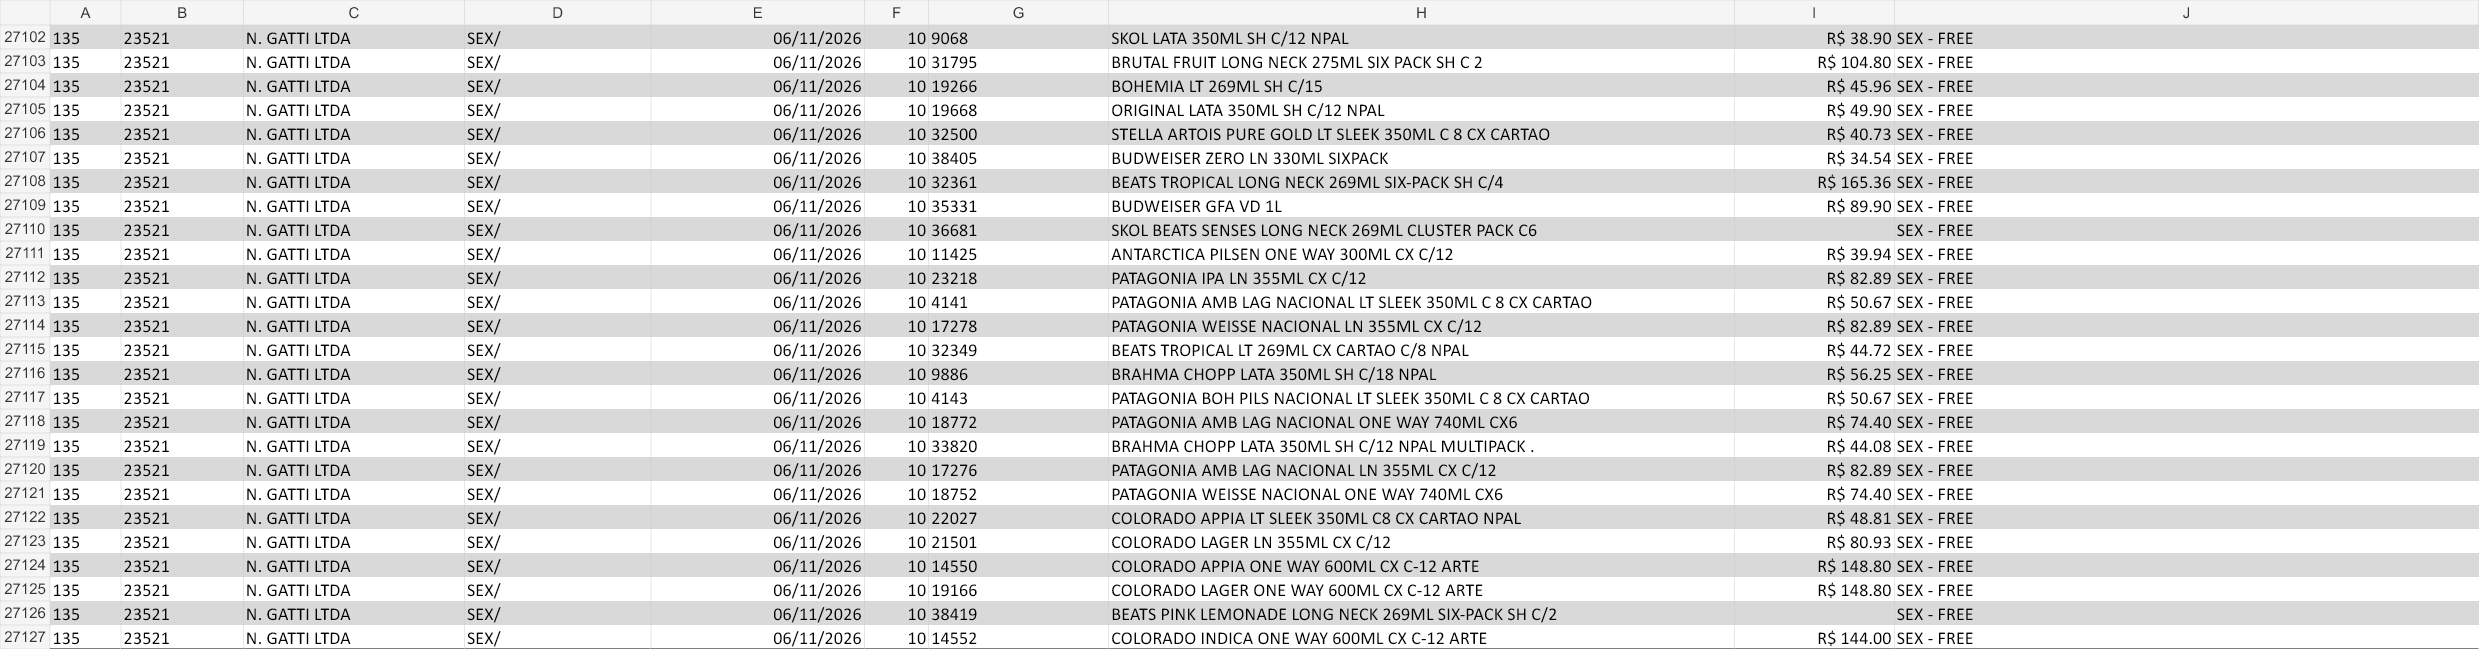 A B C D E F G H I J
27102 135 23521 N. GATTI LTDA SEX/ 06/11/2026 10 9068 SKOL LATA 350ML SH C/12 NPAL R$ 38.90 SEX - FREE
27103 135 23521 N. GATTI LTDA SEX/ 06/11/2026 10 31795 BRUTAL FRUIT LONG NECK 275ML SIX PACK SH C 2 R$ 104.80 SEX - FREE
27104 135 23521 N. GATTI LTDA SEX/ 06/11/2026 10 19266 BOHEMIA LT 269ML SH C/15 R$ 45.96 SEX - FREE
27105 135 23521 N. GATTI LTDA SEX/ 06/11/2026 10 19668 ORIGINAL LATA 350ML SH C/12 NPAL R$ 49.90 SEX - FREE
27106 135 23521 N. GATTI LTDA SEX/ 06/11/2026 10 32500 STELLA ARTOIS PURE GOLD LT SLEEK 350ML C 8 CX CARTAO R$ 40.73 SEX - FREE
27107 135 23521 N. GATTI LTDA SEX/ 06/11/2026 10 38405 BUDWEISER ZERO LN 330ML SIXPACK R$ 34.54 SEX - FREE
27108 135 23521 N. GATTI LTDA SEX/ 06/11/2026 10 32361 BEATS TROPICAL LONG NECK 269ML SIX-PACK SH C/4 R$ 165.36 SEX - FREE
27109 135 23521 N. GATTI LTDA SEX/ 06/11/2026 10 35331 BUDWEISER GFA VD 1L R$ 89.90 SEX - FREE
27110 135 23521 N. GATTI LTDA SEX/ 06/11/2026 10 36681 SKOL BEATS SENSES LONG NECK 269ML CLUSTER PACK C6 SEX - FREE
27111 135 23521 N. GATTI LTDA SEX/ 06/11/2026 10 11425 ANTARCTICA PILSEN ONE WAY 300ML CX C/12 R$ 39.94 SEX - FREE
27112 135 23521 N. GATTI LTDA SEX/ 06/11/2026 10 23218 PATAGONIA IPA LN 355ML CX C/12 R$ 82.89 SEX - FREE
27113 135 23521 N. GATTI LTDA SEX/ 06/11/2026 10 4141 PATAGONIA AMB LAG NACIONAL LT SLEEK 350ML C 8 CX CARTAO R$ 50.67 SEX - FREE
27114 135 23521 N. GATTI LTDA SEX/ 06/11/2026 10 17278 PATAGONIA WEISSE NACIONAL LN 355ML CX C/12 R$ 82.89 SEX - FREE
27115 135 23521 N. GATTI LTDA SEX/ 06/11/2026 10 32349 BEATS TROPICAL LT 269ML CX CARTAO C/8 NPAL R$ 44.72 SEX - FREE
27116 135 23521 N. GATTI LTDA SEX/ 06/11/2026 10 9886 BRAHMA CHOPP LATA 350ML SH C/18 NPAL R$ 56.25 SEX - FREE
27117 135 23521 N. GATTI LTDA SEX/ 06/11/2026 10 4143 PATAGONIA BOH PILS NACIONAL LT SLEEK 350ML C 8 CX CARTAO R$ 50.67 SEX - FREE
27118 135 23521 N. GATTI LTDA SEX/ 06/11/2026 10 18772 PATAGONIA AMB LAG NACIONAL ONE WAY 740ML CX6 R$ 74.40 SEX - FREE
27119 135 23521 N. GATTI LTDA SEX/ 06/11/2026 10 33820 BRAHMA CHOPP LATA 350ML SH C/12 NPAL MULTIPACK . R$ 44.08 SEX - FREE
27120 135 23521 N. GATTI LTDA SEX/ 06/11/2026 10 17276 PATAGONIA AMB LAG NACIONAL LN 355ML CX C/12 R$ 82.89 SEX - FREE
27121 135 23521 N. GATTI LTDA SEX/ 06/11/2026 10 18752 PATAGONIA WEISSE NACIONAL ONE WAY 740ML CX6 R$ 74.40 SEX - FREE
27122 135 23521 N. GATTI LTDA SEX/ 06/11/2026 10 22027 COLORADO APPIA LT SLEEK 350ML C8 CX CARTAO NPAL R$ 48.81 SEX - FREE
27123 135 23521 N. GATTI LTDA SEX/ 06/11/2026 10 21501 COLORADO LAGER LN 355ML CX C/12 R$ 80.93 SEX - FREE
27124 135 23521 N. GATTI LTDA SEX/ 06/11/2026 10 14550 COLORADO APPIA ONE WAY 600ML CX C-12 ARTE R$ 148.80 SEX - FREE
27125 135 23521 N. GATTI LTDA SEX/ 06/11/2026 10 19166 COLORADO LAGER ONE WAY 600ML CX C-12 ARTE R$ 148.80 SEX - FREE
27126 135 23521 N. GATTI LTDA SEX/ 06/11/2026 10 38419 BEATS PINK LEMONADE LONG NECK 269ML SIX-PACK SH C/2 SEX - FREE
27127 135 23521 N. GATTI LTDA SEX/ 06/11/2026 10 14552 COLORADO INDICA ONE WAY 600ML CX C-12 ARTE R$ 144.00 SEX - FREE